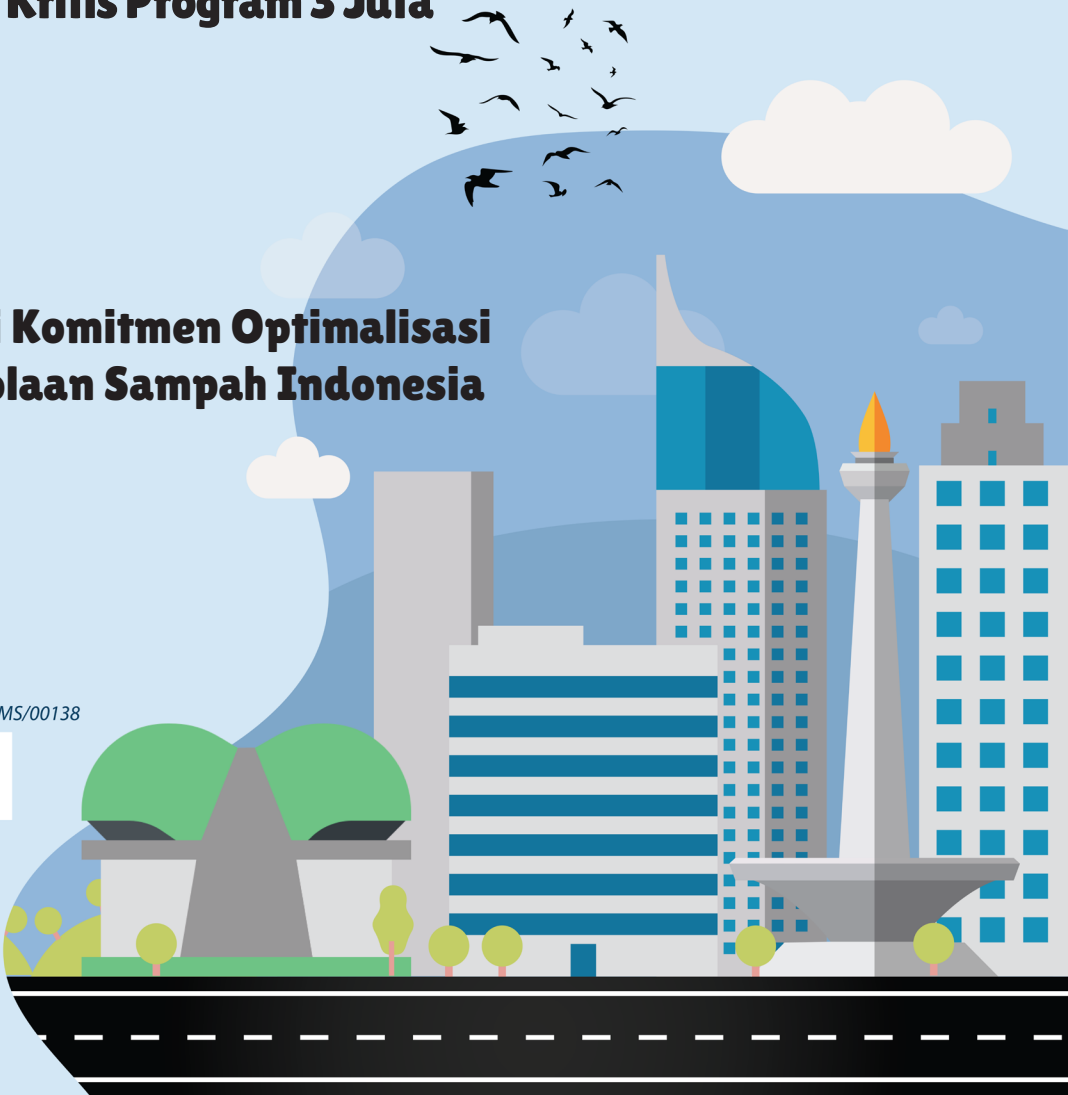 Kritis Program 3 Juta
i Komitmen Optimalisasi
olaan Sampah Indonesia
MS/00138